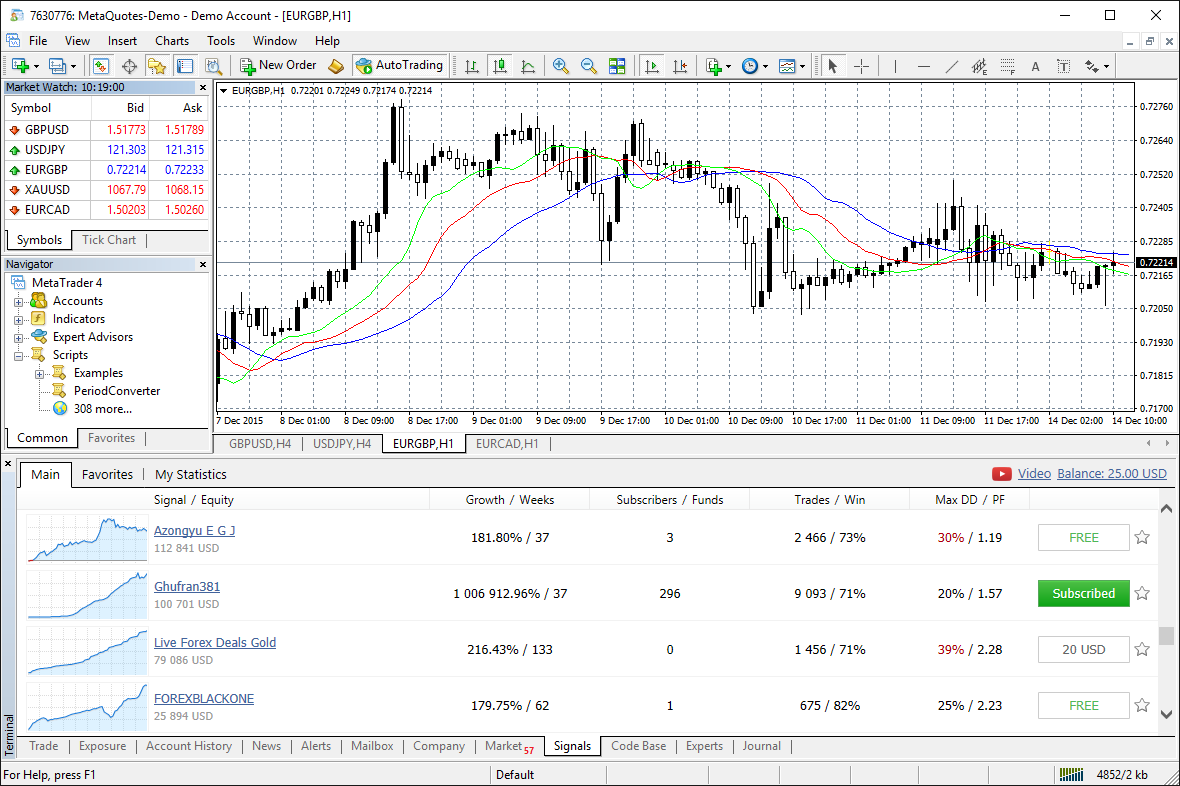 7630776: MetaQuotes-Demo - Demo Account - [EURGBP,H1]
File View Insert Charts Tools Window Help
New Order AutoTrading A T
Market Watch: 10:19:00
Symbol Bid Ask
GBPUSD 1.51773 1.51789
USDJPY 121.303 121.315
EURGBP 0.72214 0.72233
XAUUSD 1067.79 1068.15
EURCAD 1.50203 1.50260
Symbols Tick Chart
Navigator
MetaTrader 4
Accounts
Indicators
Expert Advisors
Scripts
Examples
PeriodConverter
308 more...
Common Favorites
EURGBP,H1 0.72201 0.72249 0.72174 0.72214
0.72760
0.72640
0.72520
0.72405
0.72285
0.72214
0.72165
0.72050
0.71930
0.71815
0.71700
7 Dec 2015 8 Dec 01:00 8 Dec 09:00 8 Dec 17:00 9 Dec 01:00 9 Dec 09:00 9 Dec 17:00 10 Dec 01:00 10 Dec 09:00 10 Dec 17:00 11 Dec 01:00 11 Dec 09:00 11 Dec 17:00 14 Dec 02:00 14 Dec 10:00
GBPUSD,H4 USDJPY,H4 EURGBP,H1 EURCAD,H1
Main Favorites My Statistics Video Balance: 25.00 USD
Signal / Equity Growth / Weeks Subscribers / Funds Trades / Win Max DD / PF
Azongyu E G J 181.80% / 37 3 2 466 / 73% 30% / 1.19 FREE
112 841 USD
Ghufran381 1 006 912.96% / 37 296 9 093 / 71% 20% / 1.57 Subscribed
100 701 USD
Live Forex Deals Gold 216.43% / 133 0 1 456 / 71% 39% / 2.28 20 USD
79 086 USD
FOREXBLACKONE 179.75% / 62 1 675 / 82% 25% / 2.23 FREE
25 894 USD
Terminal
Trade Exposure Account History News Alerts Mailbox Company Market 57 Signals Code Base Experts Journal
For Help, press F1 Default 4852/2 kb